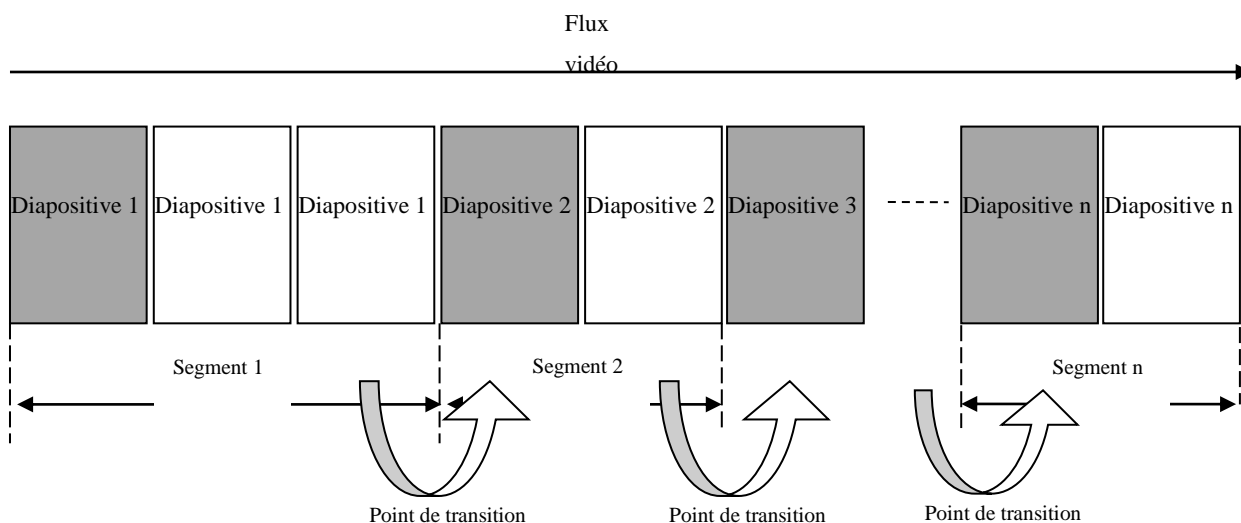 Flux
vidéo
Diapositive 1 Diapositive 1 Diapositive 1 Diapositive 2 Diapositive 2 Diapositive 3 Diapositive n Diapositive n
Segment 1 Segment 2 Segment n
Point de transition Point de transition Point de transition